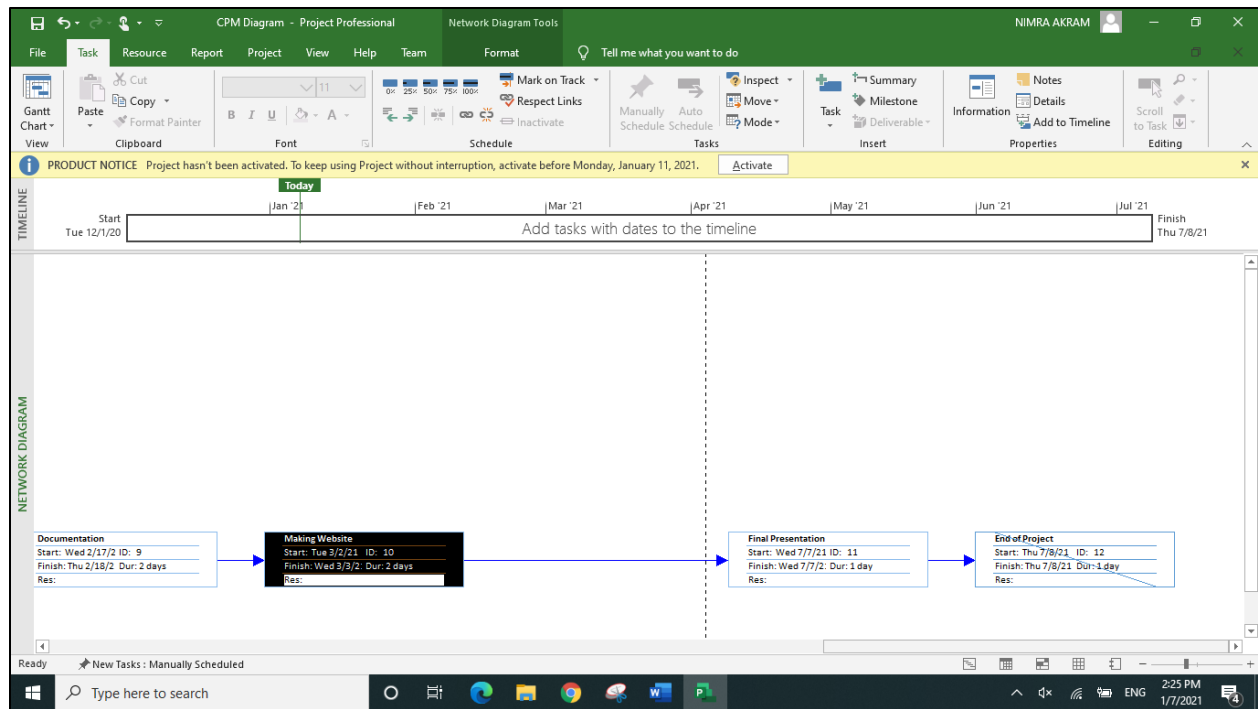 CPM Diagram - Project Professional
Network Diagram Tools
NIMRA AKRAM
File Task Resource Report Project View Help Team Format Tell me what you want to do
Gantt Chart
View
Paste
Cut
Copy
Format Painter
Clipboard
11
B I U A
Font
0% 25% 50% 75% 100%
Mark on Track
Respect Links
Inactivate
Schedule
Manually Schedule
Auto Schedule
Inspect
Move
Mode
Tasks
Task
Summary
Milestone
Deliverable
Insert
Information
Notes
Details
Add to Timeline
Properties
Scroll to Task
Editing
PRODUCT NOTICE Project hasn't been activated. To keep using Project without interruption, activate before Monday, January 11, 2021. Activate
TIMELINE
Today
Jan '21 Feb '21 Mar '21 Apr '21 May '21 Jun '21 Jul '21
Start
Tue 12/1/20
Add tasks with dates to the timeline
Finish
Thu 7/8/21
NETWORK DIAGRAM
Documentation
Start: Wed 2/17/2 ID: 9
Finish: Thu 2/18/2 Dur: 2 days
Res:
Making Website
Start: Tue 3/2/21 ID: 10
Finish: Wed 3/3/2: Dur: 2 days
Res:
Final Presentation
Start: Wed 7/7/21 ID: 11
Finish: Wed 7/7/2: Dur: 1 day
Res:
End of Project
Start: Thu 7/8/21 ID: 12
Finish: Thu 7/8/21 Dur: 1 day
Res:
Ready New Tasks : Manually Scheduled
Type here to search
ENG
2:25 PM
1/7/2021
4